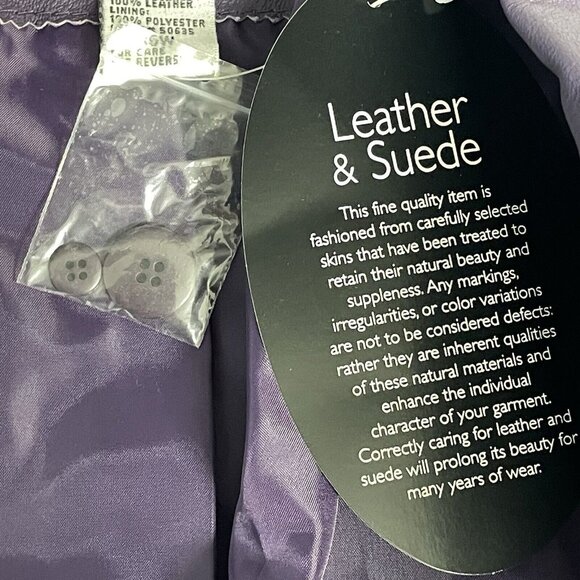 100% LEATHER
LINING:
100% POLYESTER
50635
CARE
REVERS
Leather
& Suede
This fine quality item is
fashioned from carefully selected
skins that have been treated to
retain their natural beauty and
suppleness. Any markings,
irregularities, or color variations
are not to be considered defects:
rather they are inherent qualities
of these natural materials and
enhance the individual
character of your garment.
Correctly caring for leather and
suede will prolong its beauty for
many years of wear.